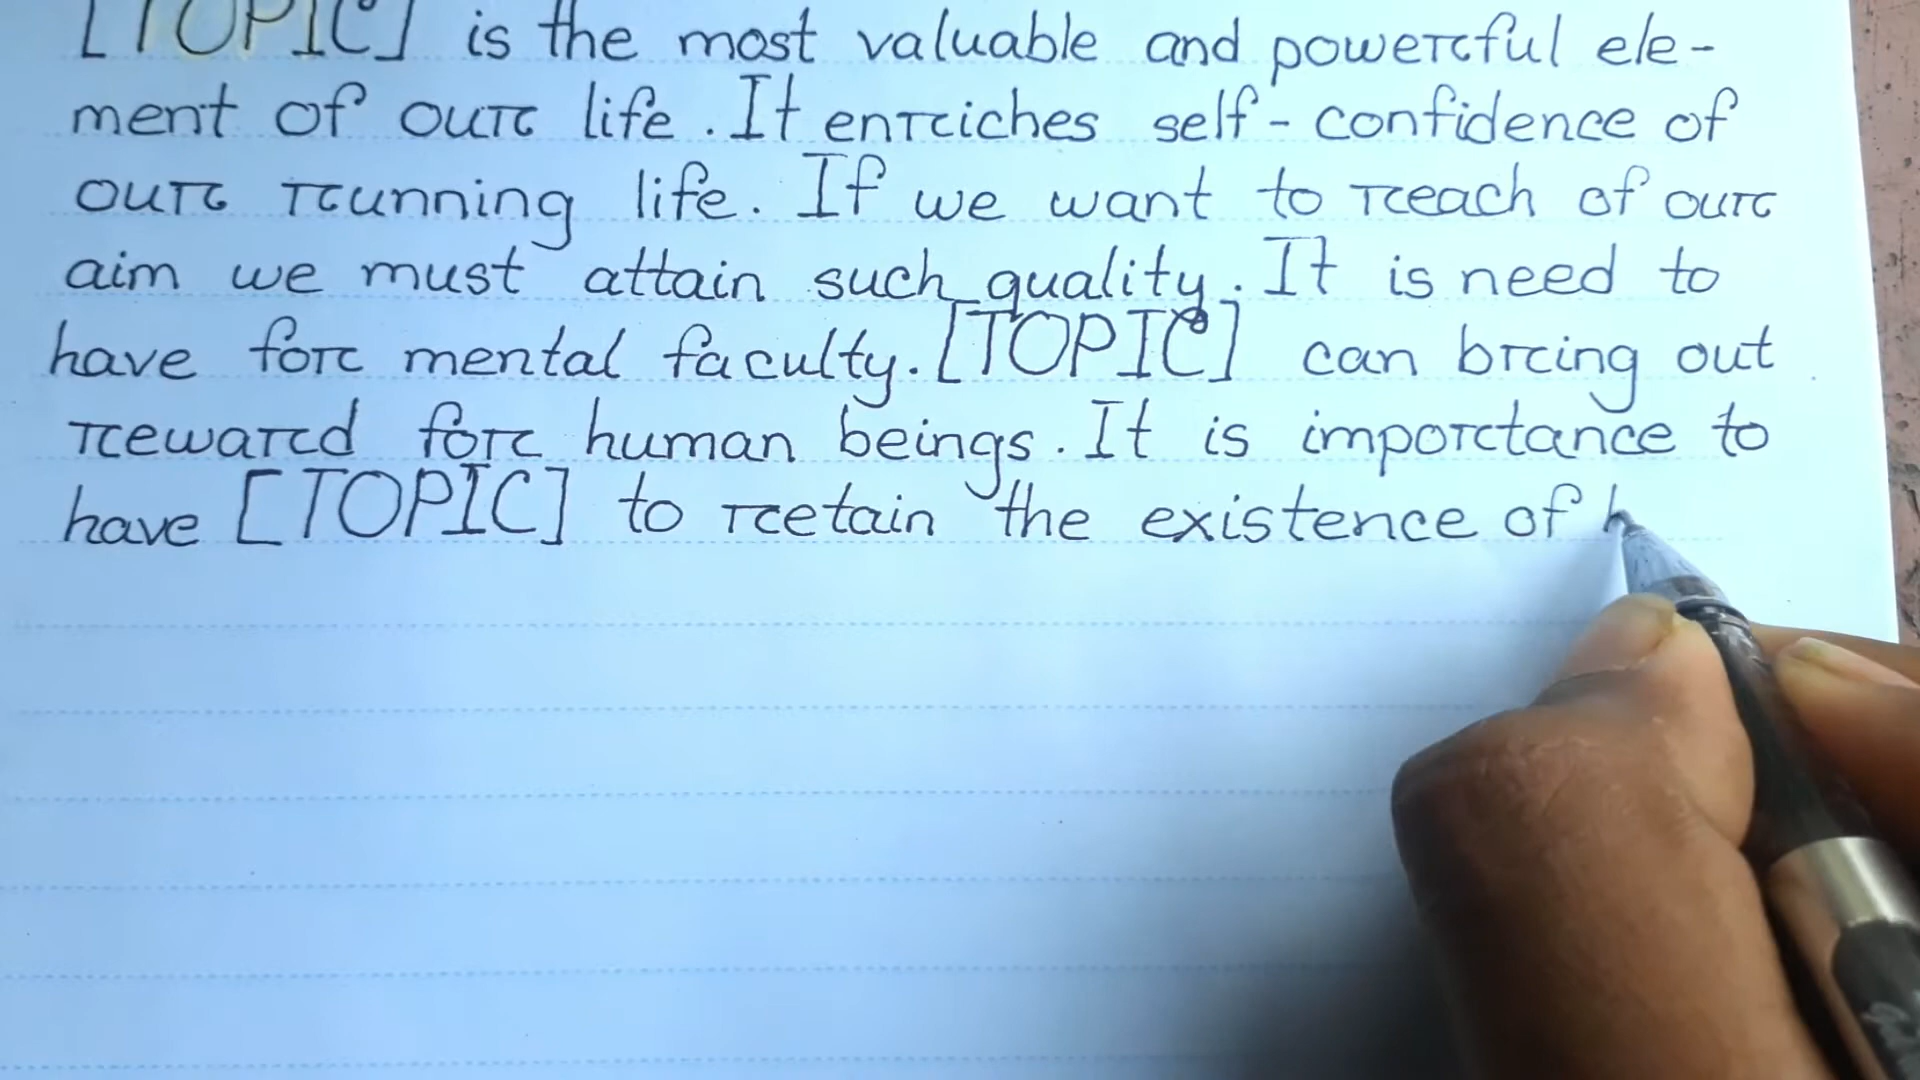 [TOPIC] is the most valuable and powerful ele-
ment of our life. It enriches self-confidence of
our running life. If we want to reach of our
aim we must attain such quality. It is need to
have for mental faculty. [TOPIC] can bring out
reward for human beings. It is importance to
have [TOPIC] to retain the existence of h